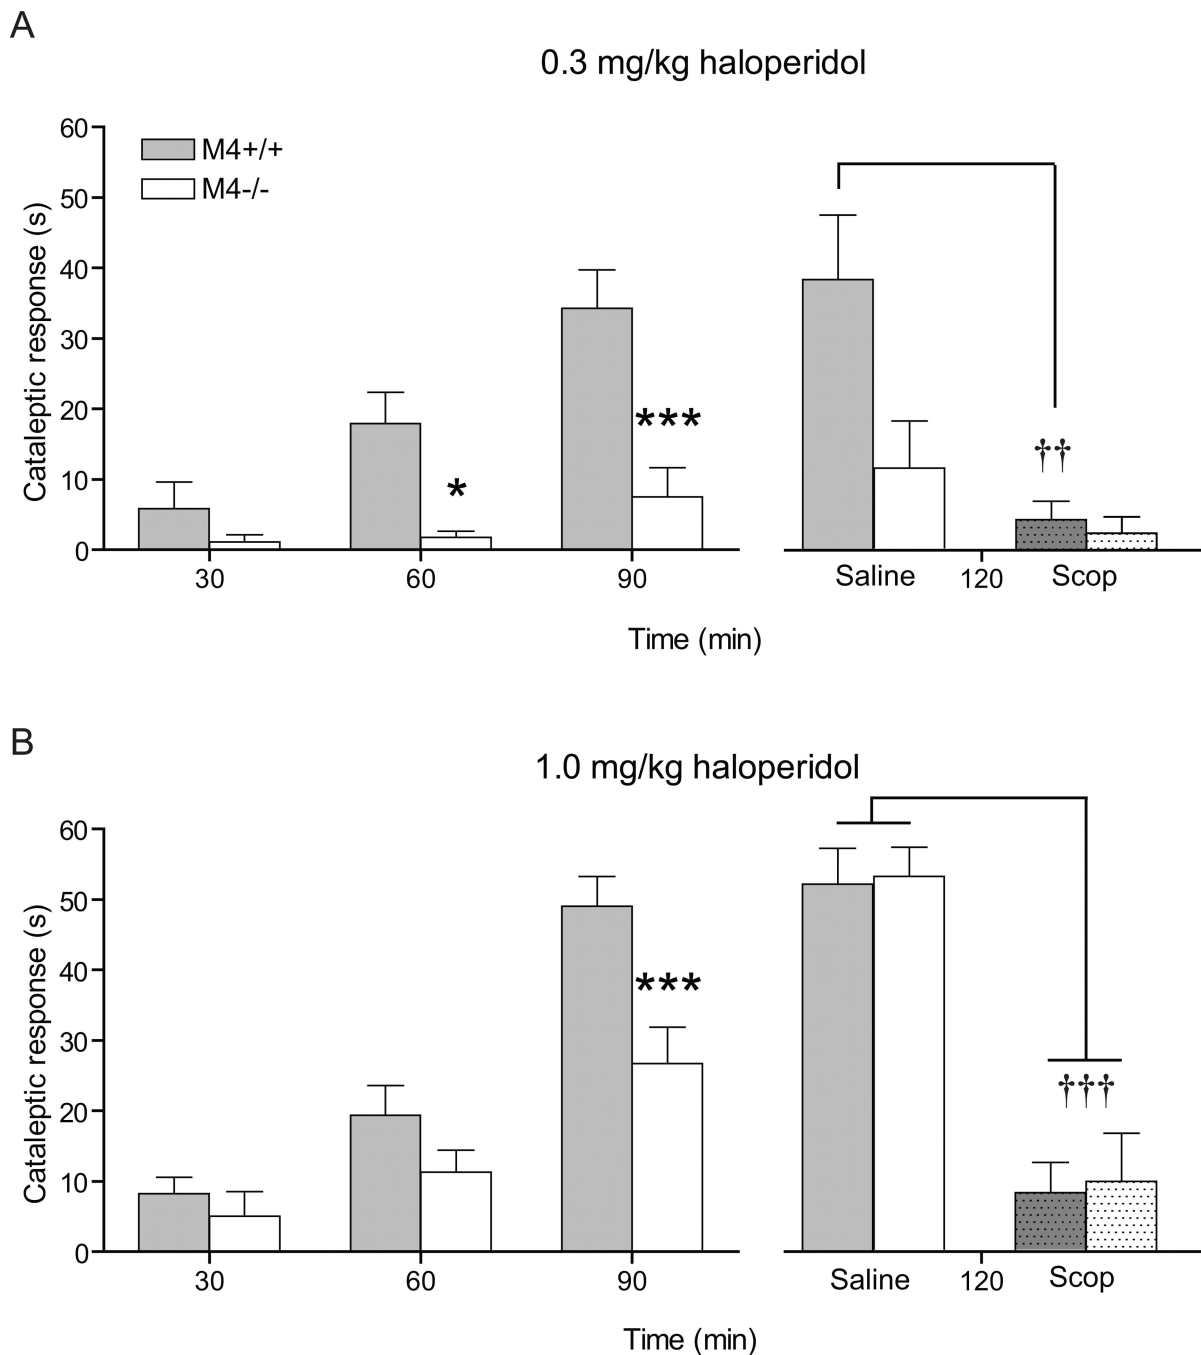 A
0.3 mg/kg haloperidol
60
50
40
30
20
10
0
Cataleptic response (s)
M4+/+
M4-/-
*
***
††
30
60
90
Saline
120
Scop
Time (min)
B
1.0 mg/kg haloperidol
60
50
40
30
20
10
0
Cataleptic response (s)
***
†††
30
60
90
Saline
120
Scop
Time (min)